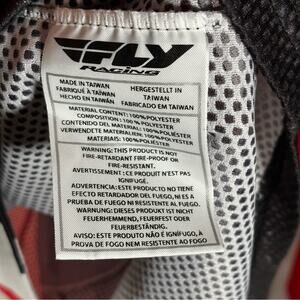 FLY
RACING
MADE IN TAIWAN
FABRIQUÉ À TAÏWAN
HECHO EN TAIWÁN
HERGESTELLT IN
TAIWAN
FABRICADO EM TAIWAN
MATERIAL CONTENT: 100% POLYESTER
COMPOSITION : 100% POLYESTER
CONTENIDO DEL MATERIAL: 100% POLYESTER
VERWENDETE MATERIALIEN: 100% POLYESTER
MATERIAIS: 100% POLIÉSTER
WARNING: THIS PRODUCT IS NOT
FIRE-RETARDANT FIRE-PROOF OR
FIRE-RESISTANT.
AVERTISSEMENT : CE PRODUIT N'EST PAS
IGNIFUGE.
ADVERTENCIA: ESTE PRODUCTO NO TIENE
EFECTO RETARDADOR DEL FUEGO, NI ES A
PRUEBA DE FUEGO NI RESISTENTE AL FUEGO.
WARNUNG: DIESES PRODUKT IST NICHT
FEUERHEMMEND, FEUERFEST ODER
FEUERBESTÄNDIG.
AVISO: ESTE PRODUTO NÃO É IGNÍFUGO, À
PROVA DE FOGO NEM RESISTENTE AO FOGO